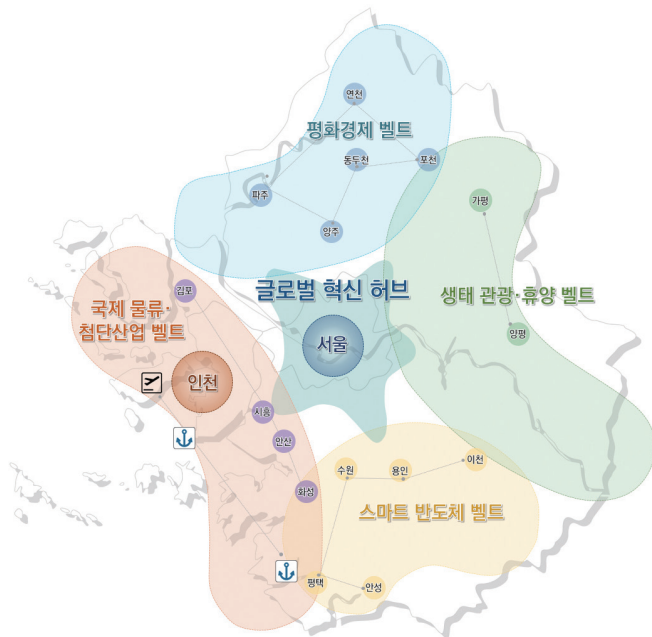 연천
평화경제 벨트
동두천
포천
파주
양주
가평
김포
글로벌 혁신 허브
생태 관광·휴양 벨트
국제 물류·
첨단산업 벨트
서울
양평
인천
시흥
안산
수원
용인
이천
화성
스마트 반도체 벨트
평택
안성